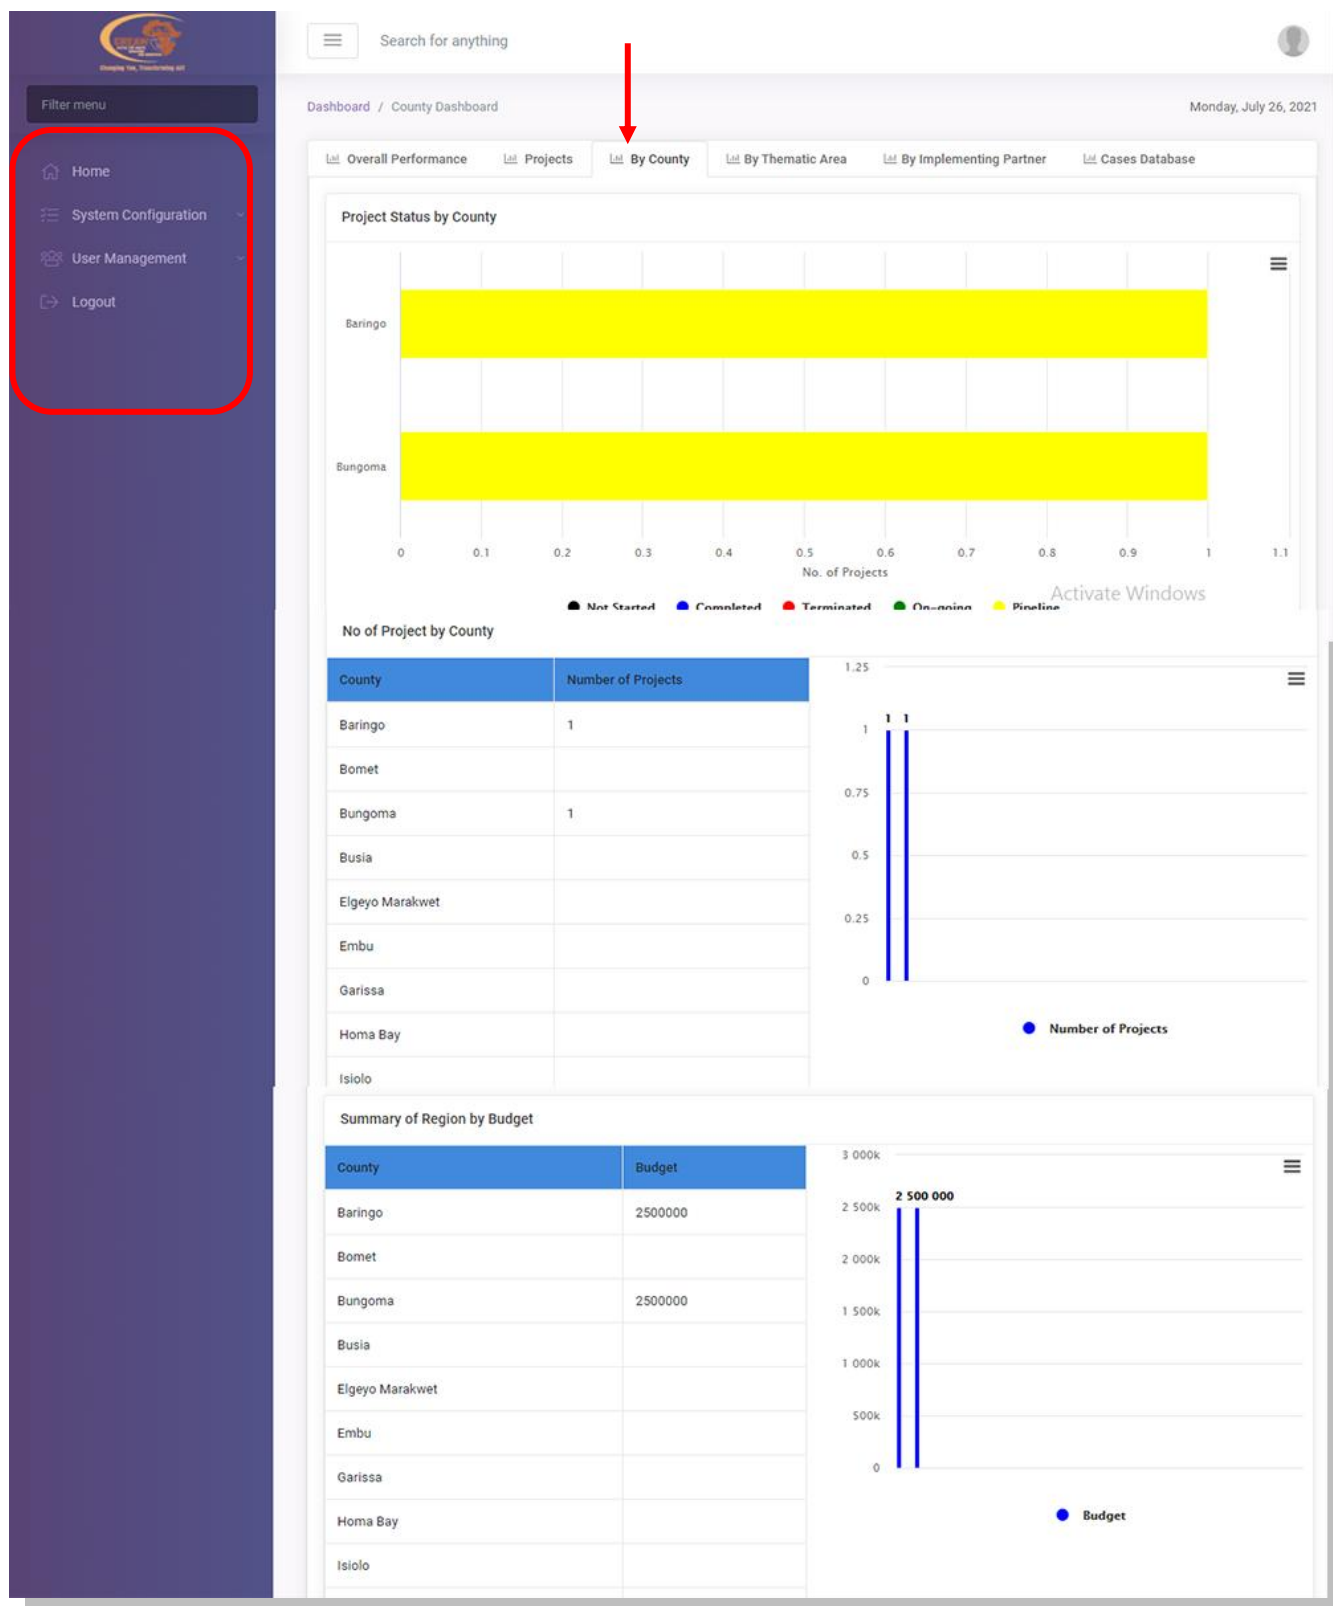 Changing You, Transforming All!
Search for anything
Filter menu
Dashboard / County Dashboard
Monday, July 26, 2021
Home
System Configuration
User Management
Logout
Overall Performance
Projects
By County
By Thematic Area
By Implementing Partner
Cases Database
Project Status by County
Baringo
Bungoma
0 0.1 0.2 0.3 0.4 0.5 0.6 0.7 0.8 0.9 1 1.1
No. of Projects
Activate Windows
Not Started Completed Terminated On-going Pipeline
No of Project by County
County Number of Projects
Baringo 1
Bomet
Bungoma 1
Busia
Elgeyo Marakwet
Embu
Garissa
Homa Bay
Isiolo
1.25
1 1
1
0.75
0.5
0.25
0
Number of Projects
Summary of Region by Budget
County Budget
Baringo 2500000
Bomet
Bungoma 2500000
Busia
Elgeyo Marakwet
Embu
Garissa
Homa Bay
Isiolo
3 000k
2 500 000
2 500k
2 000k
1 500k
1 000k
500k
0
Budget